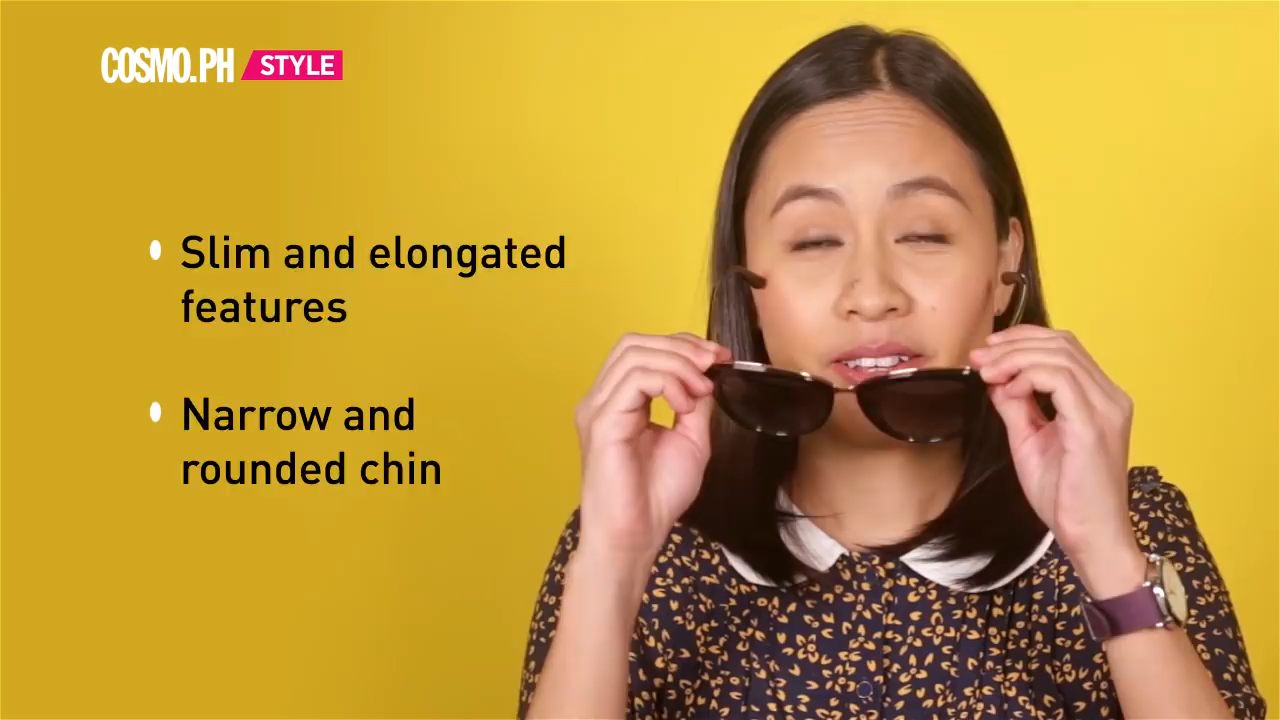 COSMO.PH STYLE
Slim and elongated
features
Narrow and
rounded chin